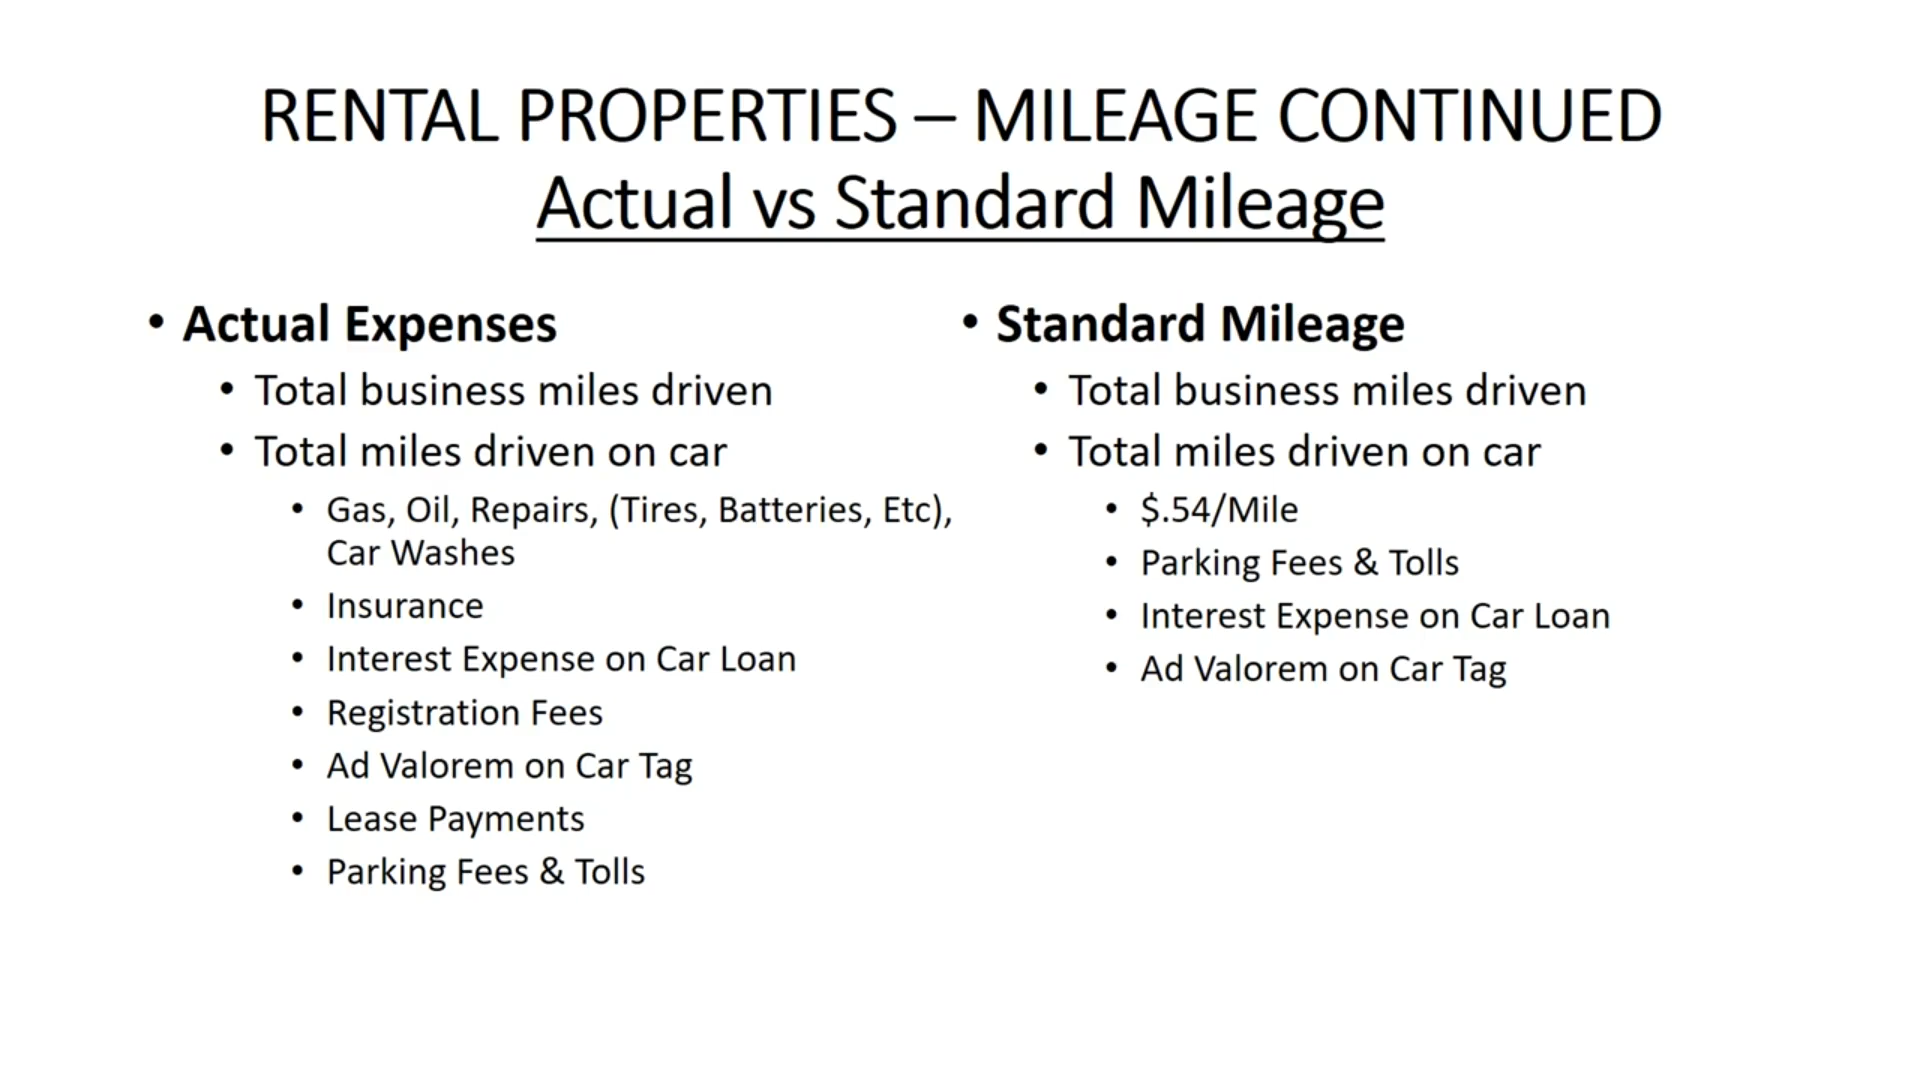 RENTAL PROPERTIES – MILEAGE CONTINUED
Actual vs Standard Mileage
• Actual Expenses
• Total business miles driven
• Total miles driven on car
• Gas, Oil, Repairs, (Tires, Batteries, Etc),
Car Washes
• Insurance
• Interest Expense on Car Loan
• Registration Fees
• Ad Valorem on Car Tag
• Lease Payments
• Parking Fees & Tolls
• Standard Mileage
• Total business miles driven
• Total miles driven on car
• $.54/Mile
• Parking Fees & Tolls
• Interest Expense on Car Loan
• Ad Valorem on Car Tag